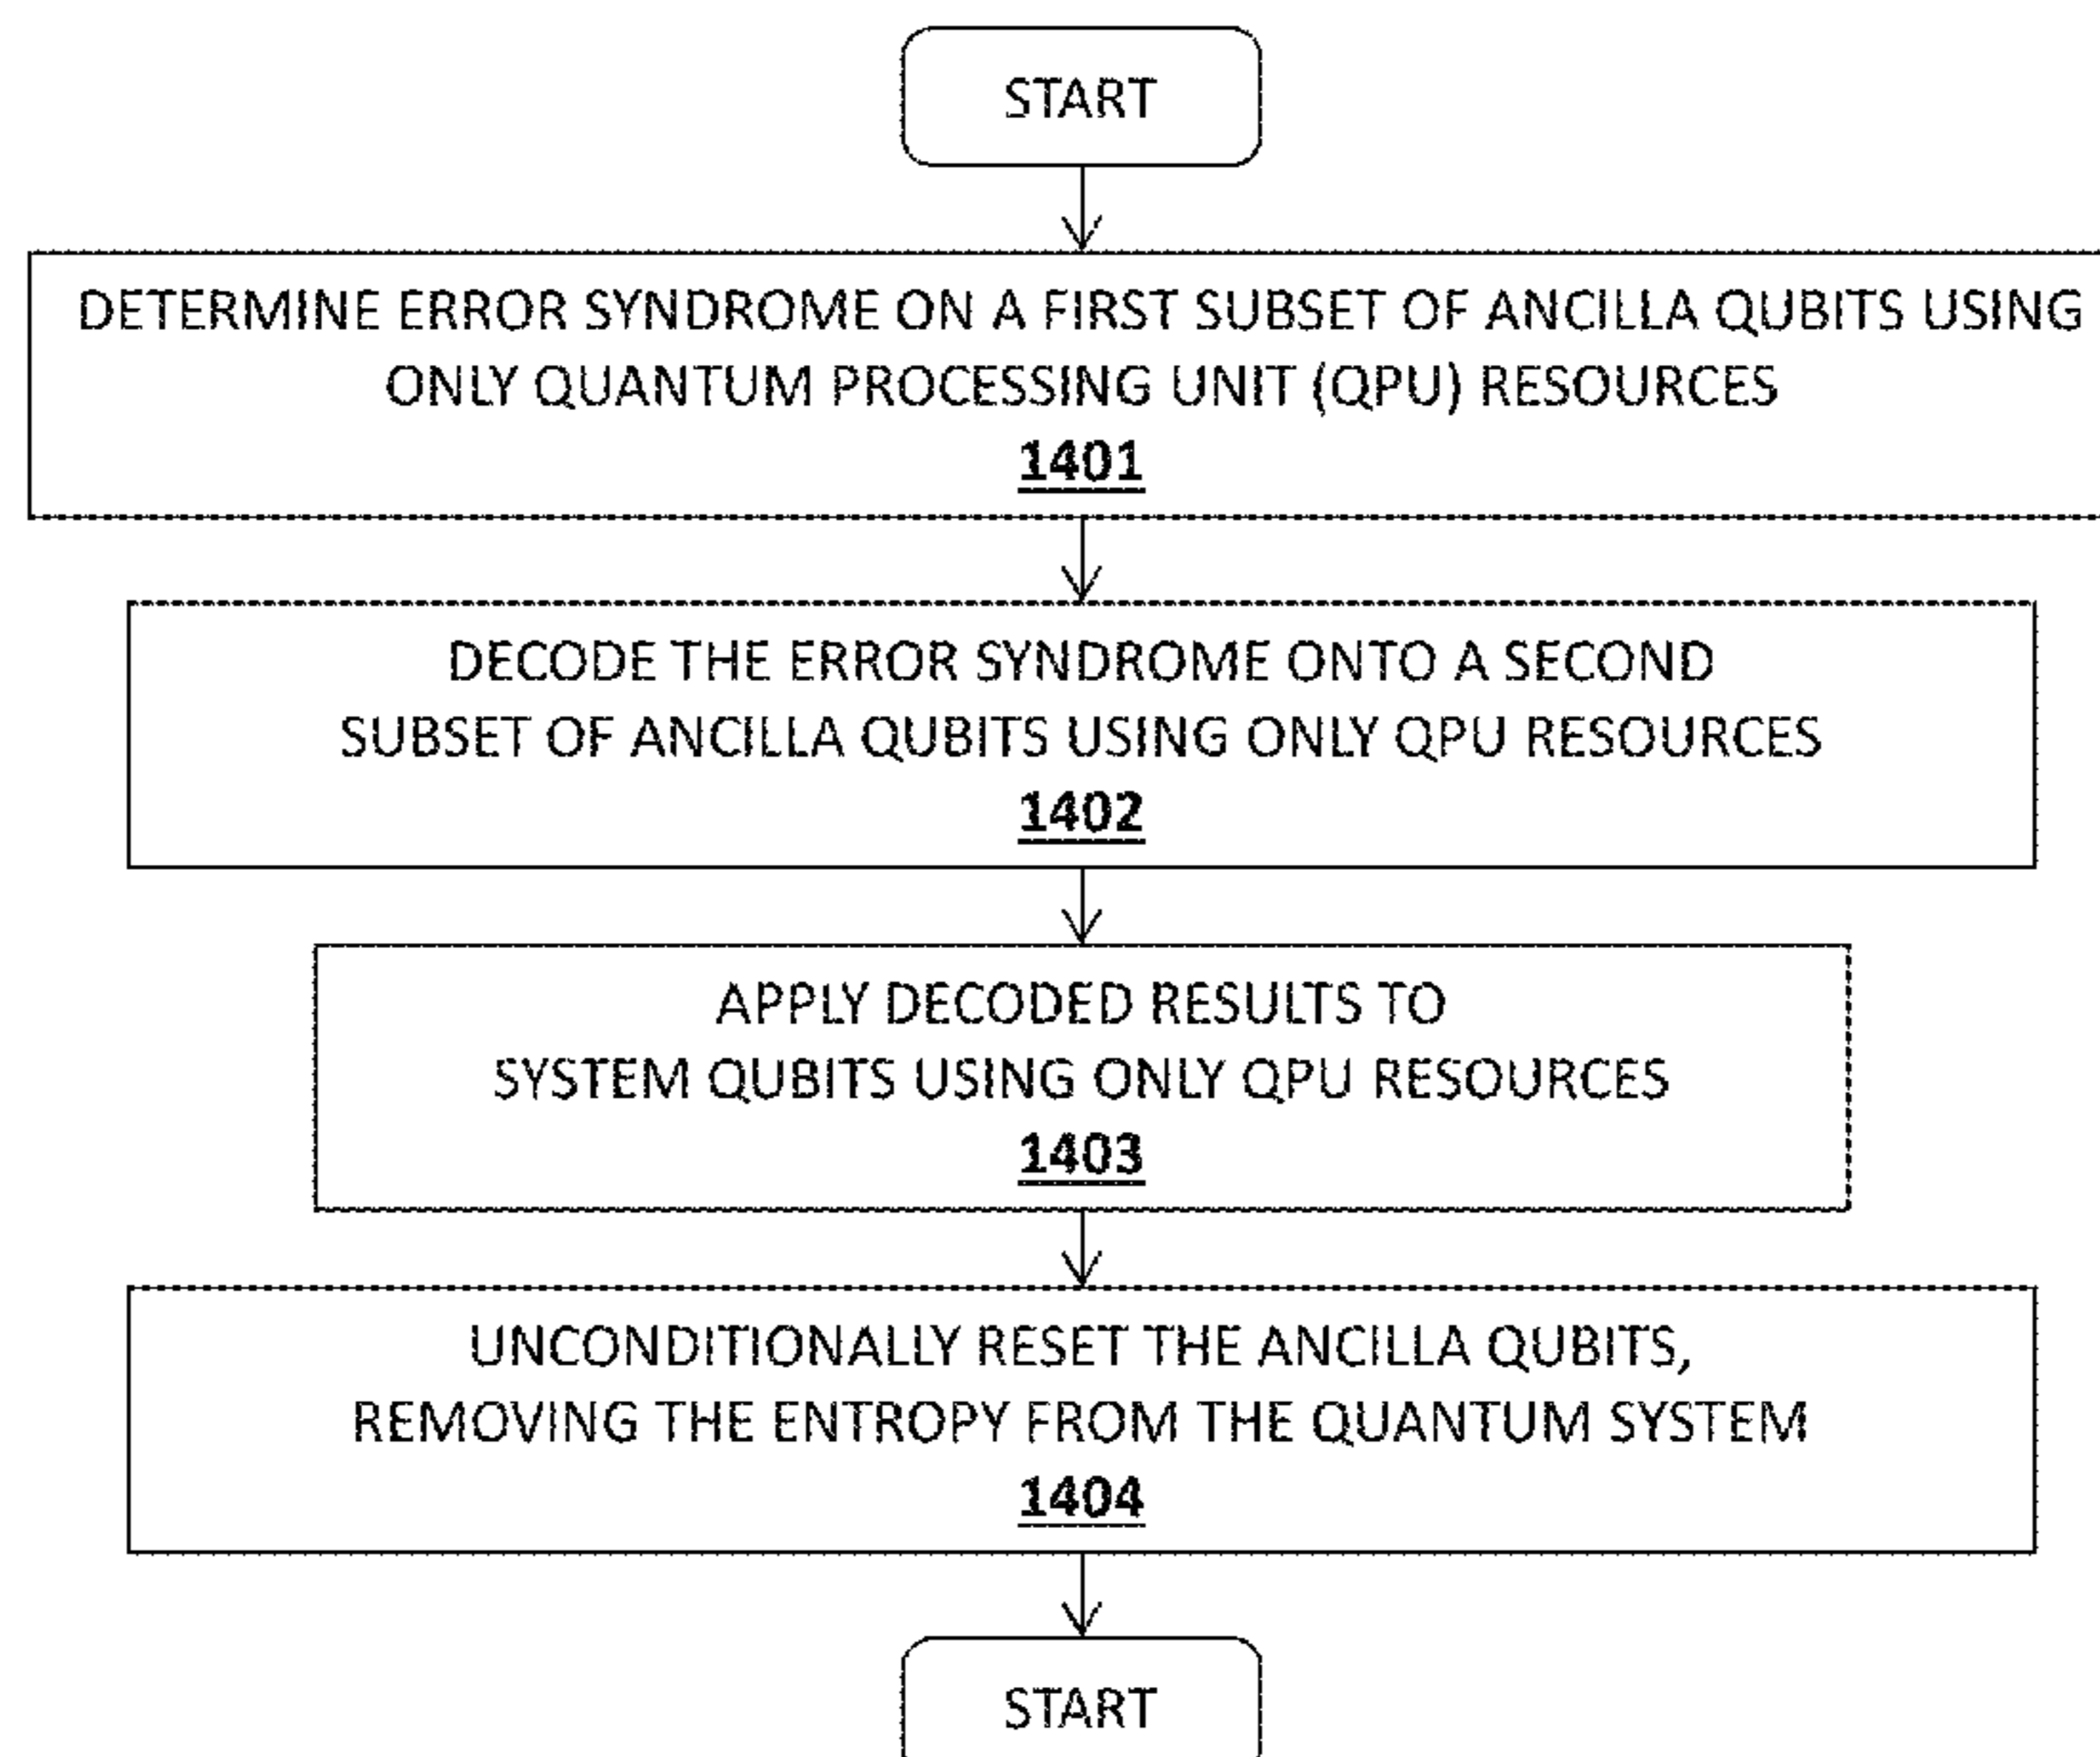 START
DETERMINE ERROR SYNDROME ON A FIRST SUBSET OF ANCILLA QUBITS USING
ONLY QUANTUM PROCESSING UNIT (QPU) RESOURCES
1401
DECODE THE ERROR SYNDROME ONTO A SECOND
SUBSET OF ANCILLA QUBITS USING ONLY QPU RESOURCES
1402
APPLY DECODED RESULTS TO
SYSTEM QUBITS USING ONLY QPU RESOURCES
1403
UNCONDITIONALLY RESET THE ANCILLA QUBITS,
REMOVING THE ENTROPY FROM THE QUANTUM SYSTEM
1404
START